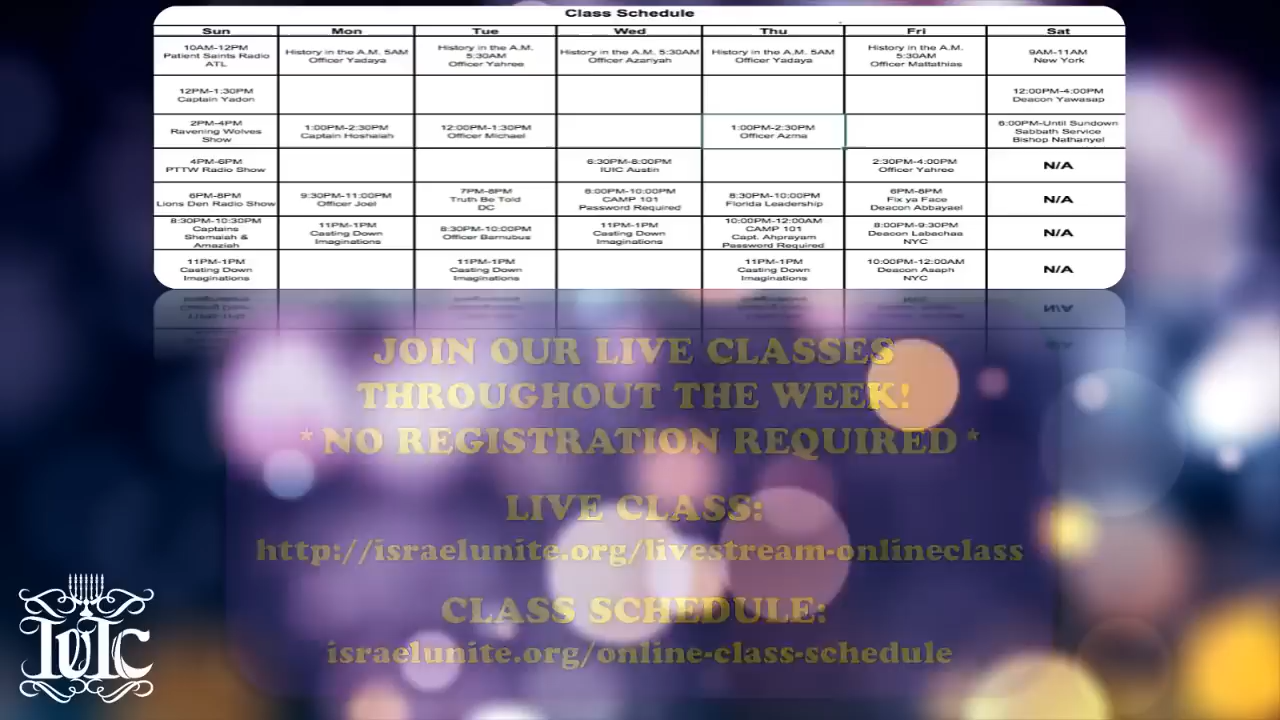 Class Schedule
Sun Mon Tue Wed Thu Fri Sat
10AM-12PM
Patient Saints Radio
ATL
History in the A.M. 5AM
Officer Yadaya
History in the A.M.
5:30AM
Officer Yahree
History in the A.M. 5:30AM
Officer Azariyah
History in the A.M. 5AM
Officer Yadaya
History in the A.M.
5:30AM
Officer Mattathias
9AM-11AM
New York
12PM-1:30PM
Captain Yadon
12:00PM-4:00PM
Deacon Yawasap
2PM-4PM
Ravening Wolves
Show
1:00PM-2:30PM
Captain Hoshaiah
12:00PM-1:30PM
Officer Michael
1:00PM-2:30PM
Officer Azma
6:00PM-Until Sundown
Sabbath Service
Bishop Nathanyel
4PM-6PM
PTTW Radio Show
6:30PM-8:00PM
IUIC Austin
2:30PM-4:00PM
Officer Yahree
N/A
6PM-8PM
Lions Den Radio Show
9:30PM-11:00PM
Officer Joel
7PM-8PM
Truth Be Told
DC
8:00PM-10:00PM
CAMP 101
Password Required
8:30PM-10:00PM
Florida Leadership
6PM-8PM
Fix ya Face
Deacon Abbayael
N/A
8:30PM-10:30PM
Captains
Shemaiah &
Amaziah
11PM-1PM
Casting Down
Imaginations
8:30PM-10:00PM
Officer Barnubus
11PM-1PM
Casting Down
Imaginations
10:00PM-12:00AM
CAMP 101
Capt. Ahprayam
Password Required
8:00PM-9:30PM
Deacon Labachaa
NYC
N/A
11PM-1PM
Casting Down
Imaginations
11PM-1PM
Casting Down
Imaginations
11PM-1PM
Casting Down
Imaginations
10:00PM-12:00AM
Deacon Asaph
NYC
N/A
JOIN OUR LIVE CLASSES
THROUGHOUT THE WEEK!
*NO REGISTRATION REQUIRED*
LIVE CLASS:
http://israelunite.org/livestream-onlineclass
CLASS SCHEDULE:
israelunite.org/online-class-schedule
IUIC